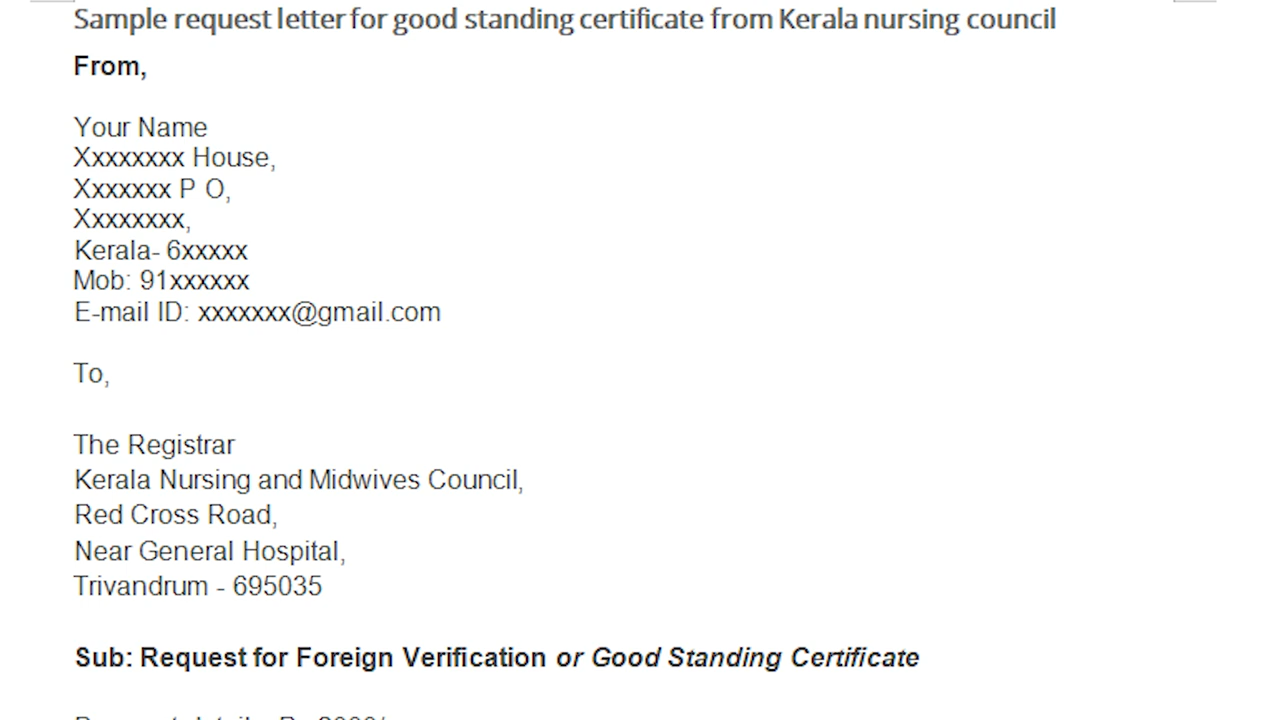 Sample request letter for good standing certificate from Kerala nursing council
From,
Your Name
Xxxxxxxx House,
Xxxxxxx P O,
Xxxxxxxx,
Kerala- 6xxxxx
Mob: 91xxxxxx
E-mail ID: xxxxxxx@gmail.com
To,
The Registrar
Kerala Nursing and Midwives Council,
Red Cross Road,
Near General Hospital,
Trivandrum - 695035
Sub: Request for Foreign Verification or Good Standing Certificate